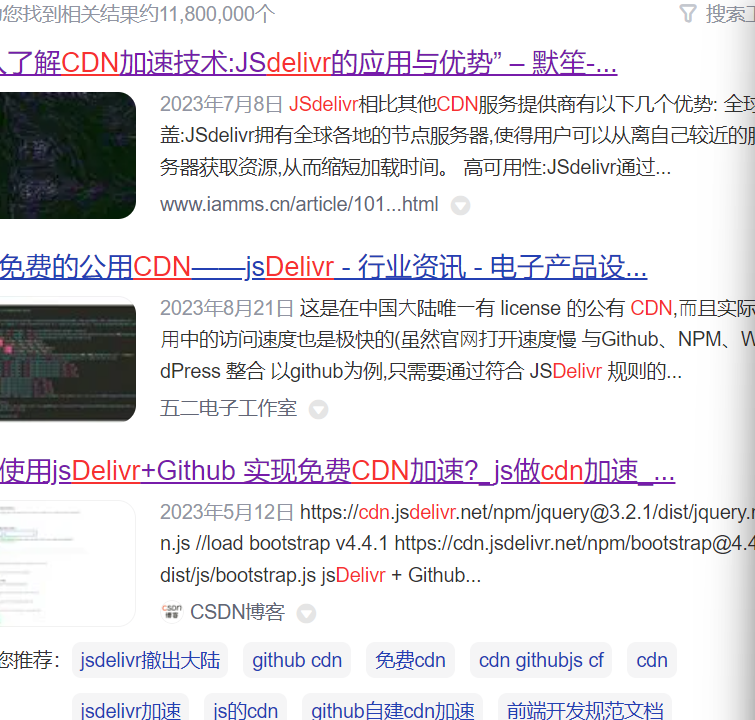 您找到相关结果约11,800,000个 搜索
人了解CDN加速技术:JSdelivr的应用与优势” – 默笙-...
2023年7月8日 JSdelivr相比其他CDN服务提供商有以下几个优势: 全球
盖:JSdelivr拥有全球各地的节点服务器,使得用户可以从离自己较近的服
务器获取资源,从而缩短加载时间。 高可用性:JSdelivr通过...
www.iamms.cn/article/101...html
免费的公用CDN——jsDelivr - 行业资讯 - 电子产品设...
2023年8月21日 这是在中国大陆唯一有 license 的公有 CDN,而且实际
用中的访问速度也是极快的(虽然官网打开速度慢 与Github、NPM、W
dPress 整合 以github为例,只需要通过符合 JSDelivr 规则的...
五二电子工作室
使用jsDelivr+Github 实现免费CDN加速?_js做cdn加速_...
2023年5月12日 https://cdn.jsdelivr.net/npm/jquery@3.2.1/dist/jquery.
n.js //load bootstrap v4.4.1 https://cdn.jsdelivr.net/npm/bootstrap@4.4
dist/js/bootstrap.js jsDelivr + Github...
CSDN博客 CSDN博客
您推荐: jsdelivr撤出大陆 github cdn 免费cdn cdn githubjs cf cdn
jsdelivr加速 js的cdn github自建cdn加速 前端开发规范文档